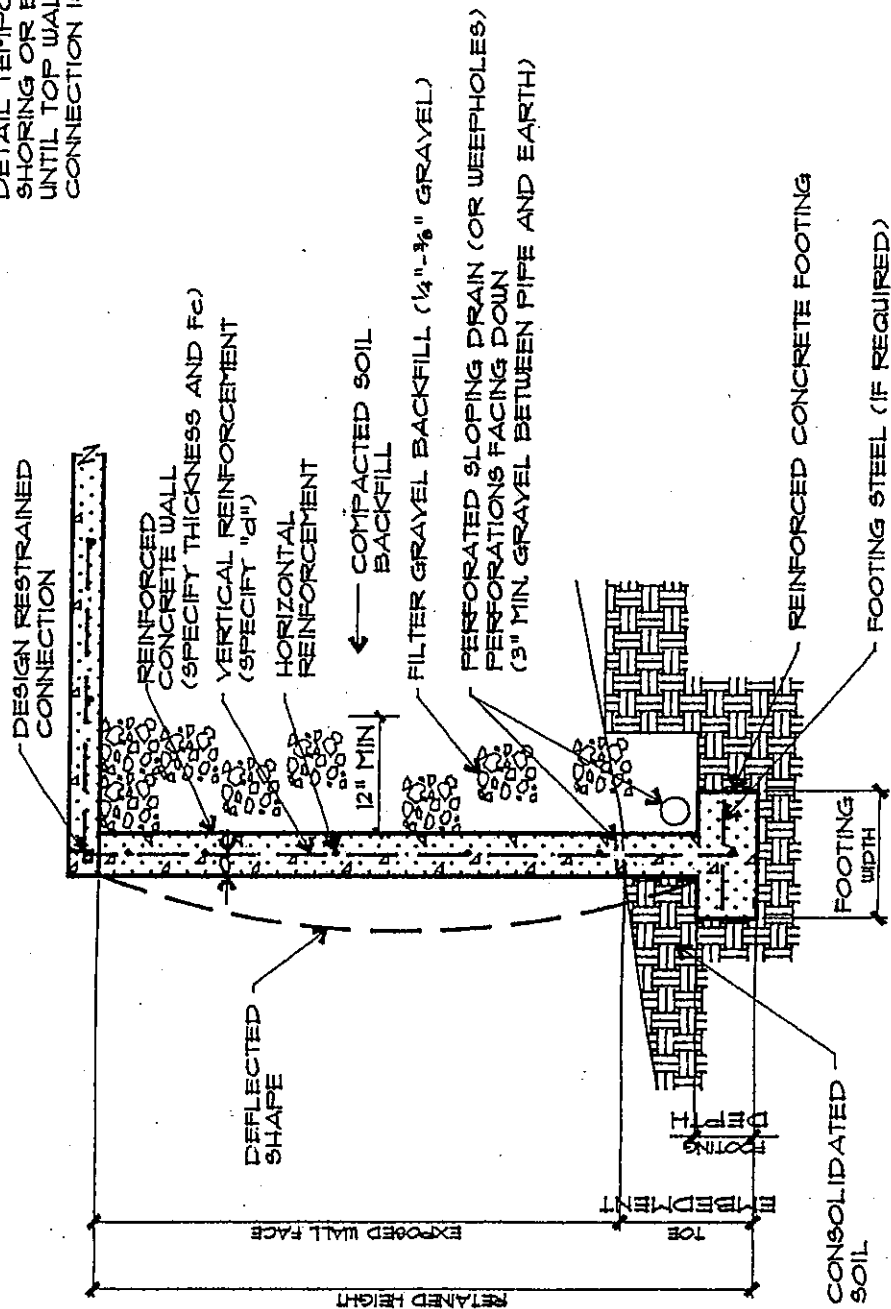 DETAIL TEMPO
SHORING OR B
UNTIL TOP WAL
CONNECTION I
DESIGN RESTRAINED
CONNECTION
REINFORCED
CONCRETE WALL
(SPECIFY THICKNESS AND Fc)
VERTICAL REINFORCEMENT
(SPECIFY "d")
HORIZONTAL
REINFORCEMENT
COMPACTED SOIL
BACKFILL
12" MIN
FILTER GRAVEL BACKFILL (1/4"-3/8" GRAVEL)
PERFORATED SLOPING DRAIN (OR WEEPHOLES)
PERFORATIONS FACING DOWN
(3" MIN. GRAVEL BETWEEN PIPE AND EARTH)
REINFORCED CONCRETE FOOTING
FOOTING STEEL (IF REQUIRED)
DEFLECTED
SHAPE
CONSOLIDATED
SOIL
FOOTING
WIDTH
FOOTING
DEPTH
TOE
EMBEDMENT
EXPOSED WALL FACE
RETAINED HEIGHT